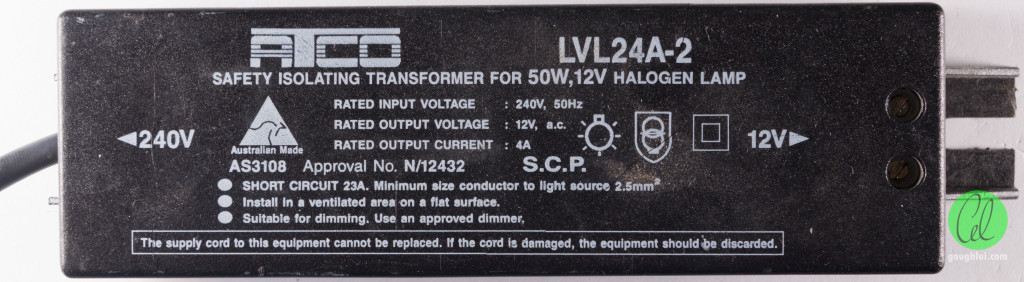 ATCO LVL24A-2
SAFETY ISOLATING TRANSFORMER FOR 50W,12V HALOGEN LAMP
RATED INPUT VOLTAGE : 240V, 50Hz
RATED OUTPUT VOLTAGE : 12V, a.c.
RATED OUTPUT CURRENT : 4A
◄240V
Australian Made
12V►
AS3108 Approval No. N/12432 S.C.P.
● SHORT CIRCUIT 23A. Minimum size conductor to light source 2.5mm²
● Install in a ventilated area on a flat surface.
● Suitable for dimming. Use an approved dimmer.
The supply cord to this equipment cannot be replaced. If the cord is damaged, the equipment should be discarded.
Gel
goughlui.com